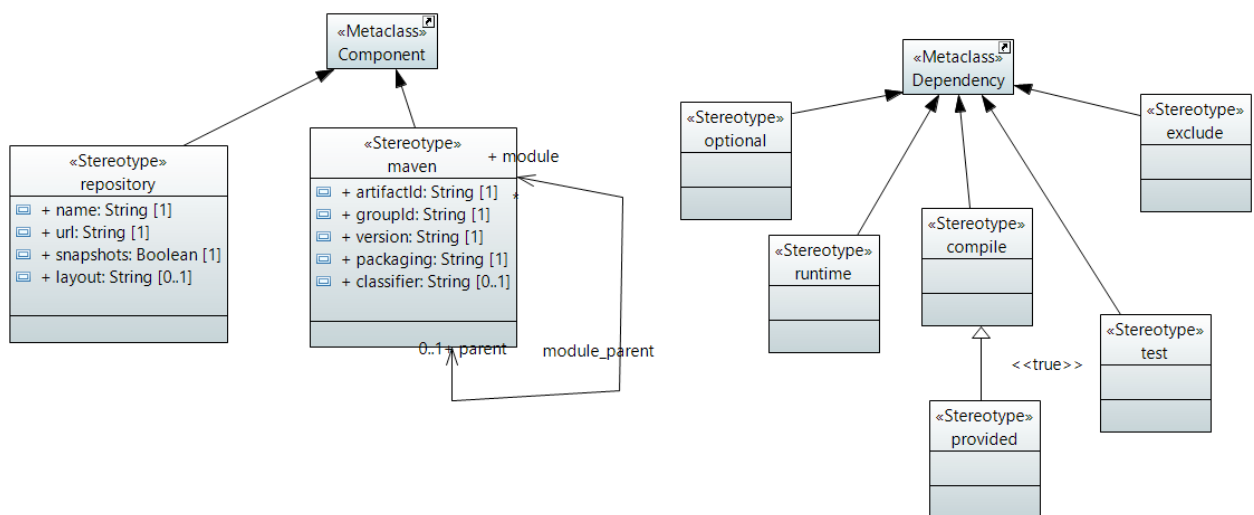 «Metaclass»
Component
«Stereotype»
repository
+ name: String [1]
+ url: String [1]
+ snapshots: Boolean [1]
+ layout: String [0..1]
«Stereotype»
maven
+ module
*
+ artifactId: String [1]
+ groupId: String [1]
+ version: String [1]
+ packaging: String [1]
+ classifier: String [0..1]
0..1+ parent
module_parent
«Metaclass»
Dependency
«Stereotype»
optional
«Stereotype»
exclude
«Stereotype»
runtime
«Stereotype»
compile
«Stereotype»
test
<<true>>
«Stereotype»
provided